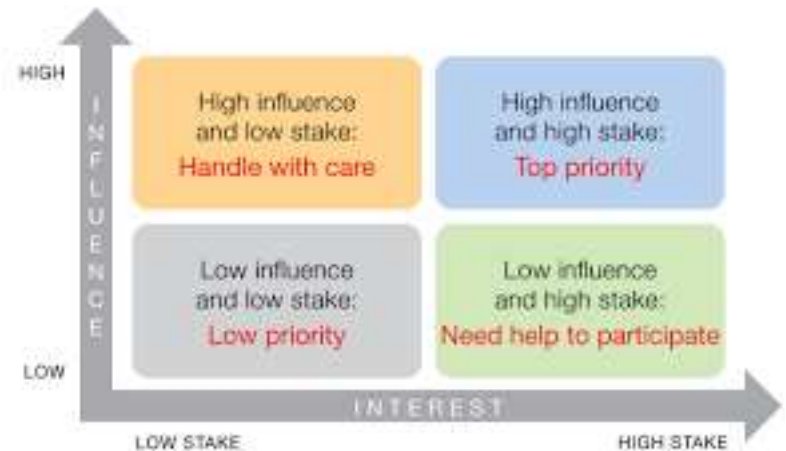 HIGH
INFLUENCE
High influence
and low stake:
Handle with care
High influence
and high stake:
Top priority
Low influence
and low stake:
Low priority
Low influence
and high stake:
Need help to participate
LOW
INTEREST
LOW STAKE
HIGH STAKE